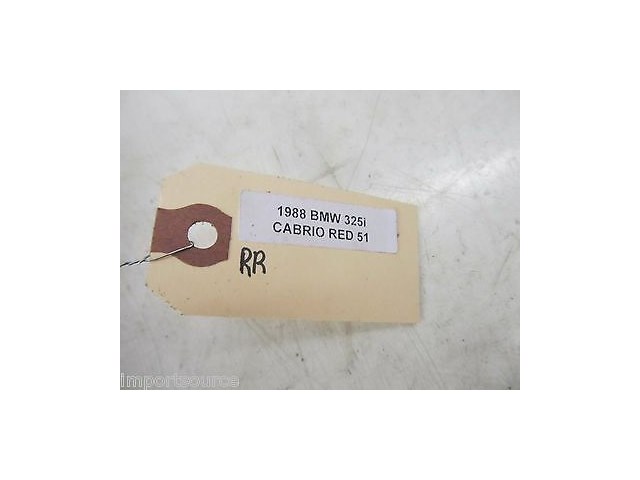 1988 BMW 325i
CABRIO RED 51
RR
importsource